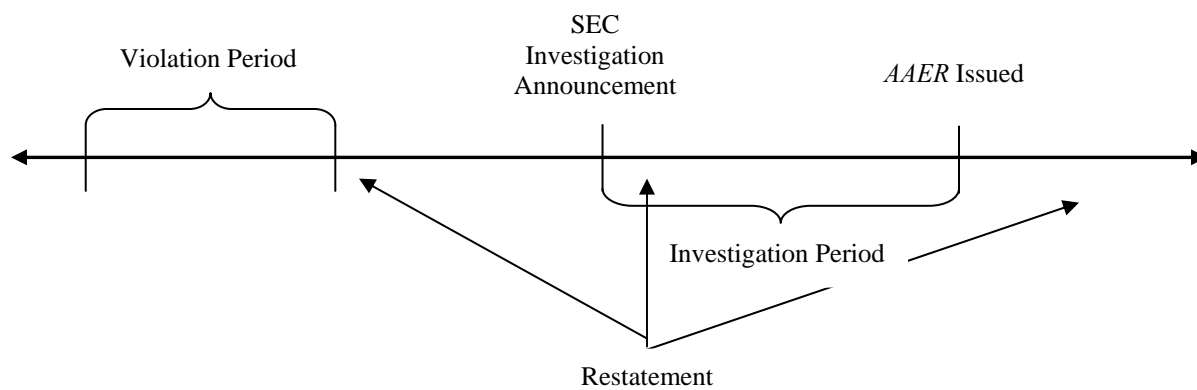 Violation Period
SEC
Investigation
Announcement
AAER Issued
Investigation Period
Restatement